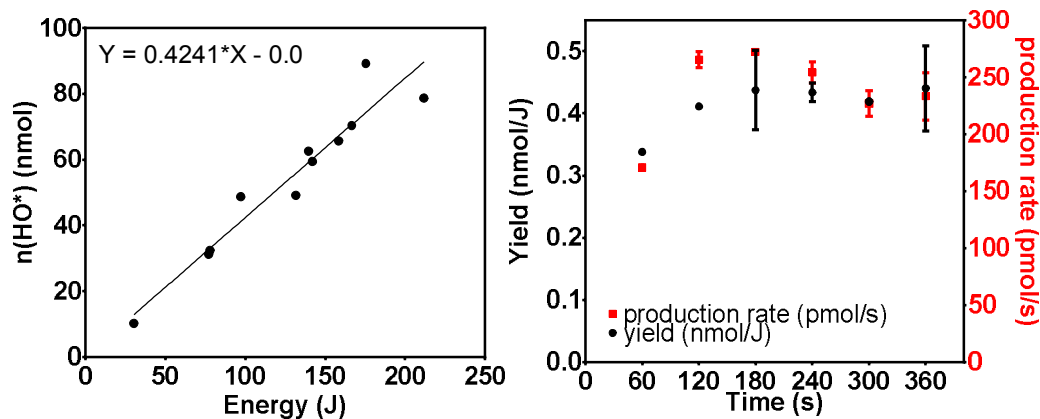 Y = 0.4241*X - 0.0
n(HO*) (nmol)
100
80
60
40
20
0
0 50 100 150 200 250
Energy (J)
Yield (nmol/J)
0.5
0.4
0.3
0.2
0.1
0.0
production rate (pmol/s)
yield (nmol/J)
0 60 120 180 240 300 360
Time (s)
300
250
200
150
100
50
0
production rate (pmol/s)